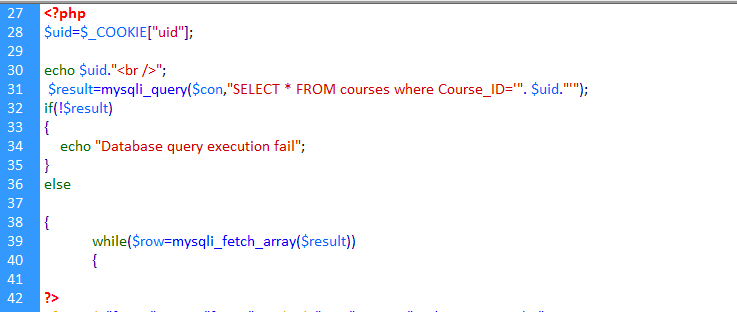 27 <?php
28 $uid=$_COOKIE["uid"];
29
30 echo $uid."<br />";
31 $result=mysqli_query($con,"SELECT * FROM courses where Course_ID='". $uid."'");
32 if(!$result)
33 {
34 echo "Database query execution fail";
35 }
36 else
37
38 {
39 while($row=mysqli_fetch_array($result))
40 {
41
42 ?>